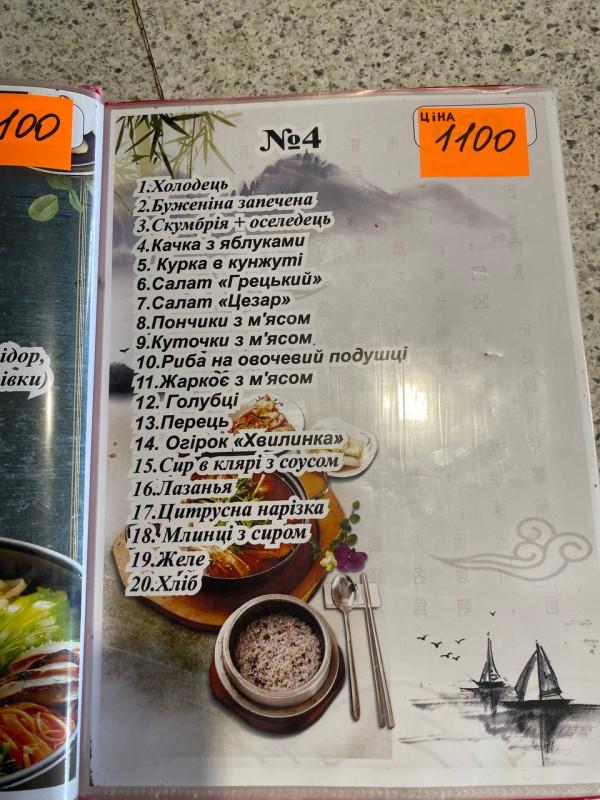 1100
ідор,
івки)
№4
ЦіНА
1100
1.Холодець
2.Буженіна запечена
3.Скумбрія + оселедець
4.Качка з яблуками
5. Курка в кунжуті
6.Салат «Грецький»
7.Салат «Цезар»
8.Пончики з м'ясом
9.Куточки з м'ясом
10.Риба на овочевий подушці
11.Жаркоє з м'ясом
12. Голубці
13.Перець
14. Огірок «Хвилинка»
15.Сир в клярі з соусом
16.Лазанья
17.Цитрусна нарізка
18. Млинці з сиром
19.Желе
20.Хліб